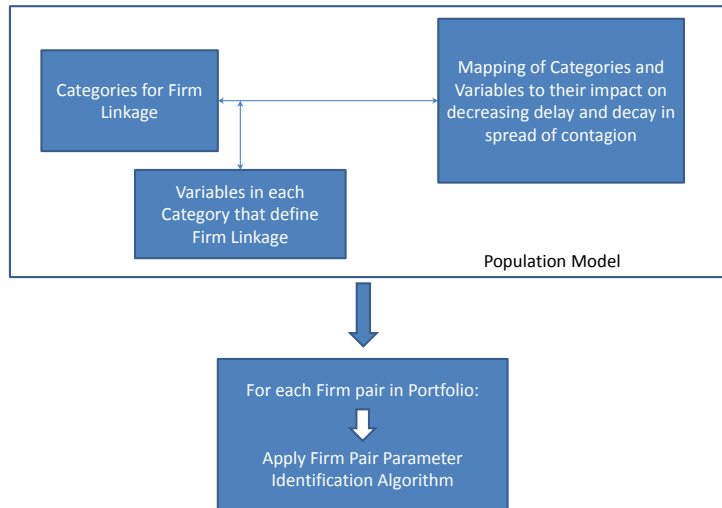 Categories for Firm
Linkage
Mapping of Categories and
Variables to their impact on
decreasing delay and decay in
spread of contagion
Variables in each
Category that define
Firm Linkage
Population Model
For each Firm pair in Portfolio:
Apply Firm Pair Parameter
Identification Algorithm